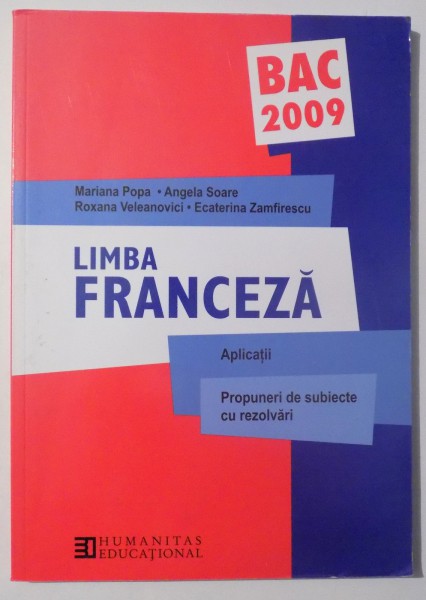 BAC
2009
Mariana Popa • Angela Soare
Roxana Veleanovici • Ecaterina Zamfirescu
LIMBA
FRANCEZĂ
Aplicații
Propuneri de subiecte
cu rezolvări
HUMANITAS
EDUCAȚIONAL